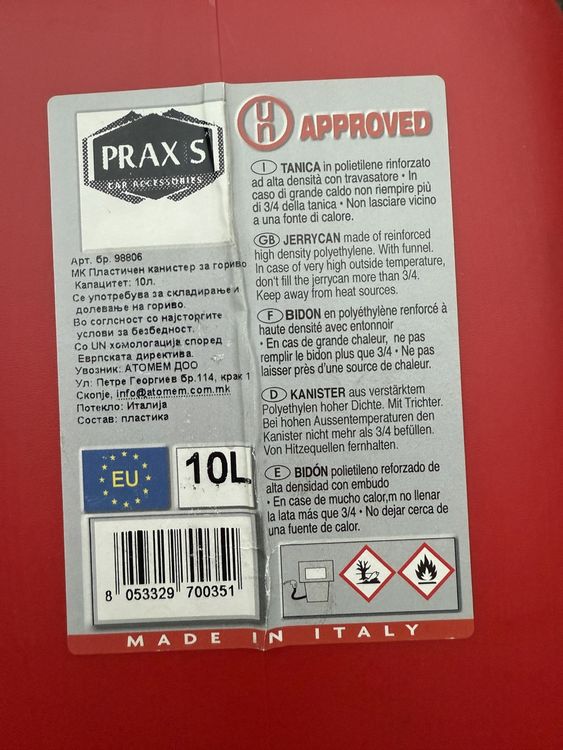 PRAX S
CAR ACCESSORIES
Арт. бр. 98806
МК Пластичен канистер за гориво
Капацитет: 10л.
Се употребува за складирање и
долевање на гориво.
Во соглсност со најсторгите
услови за безбедност.
Со UN хомологација според
Еврпската директива.
Увозник: АТОМЕМ ДОО
Ул: Петре Георгиев бр.114, крак 1
Скопје, info@atomem.com.mk
Потекло: Италија
Состав: пластика
EU
10L
8 053329 700351
un APPROVED
I TANICA in polietilene rinforzato
ad alta densità con travasatore • In
caso di grande caldo non riempire più
di 3/4 della tanica • Non lasciare vicino
a una fonte di calore.
GB JERRYCAN made of reinforced
high density polyethylene. With funnel.
In case of very high outside temperature,
don't fill the jerrycan more than 3/4.
Keep away from heat sources.
F BIDON en polyéthylène renforcé à
haute densité avec entonnoir
• En cas de grande chaleur, ne pas
remplir le bidon plus que 3/4 • Ne pas
laisser près d'une source de chaleur.
D KANISTER aus verstärktem
Polyethylen hoher Dichte. Mit Trichter.
Bei hohen Aussentemperaturen den
Kanister nicht mehr als 3/4 befüllen.
Von Hitzequellen fernhalten.
E BIDÓN polietileno reforzado de
alta densidad con embudo
• En caso de mucho calor,m no llenar
la lata más que 3/4 • No dejar cerca de
una fuente de calor.
MADE IN ITALY